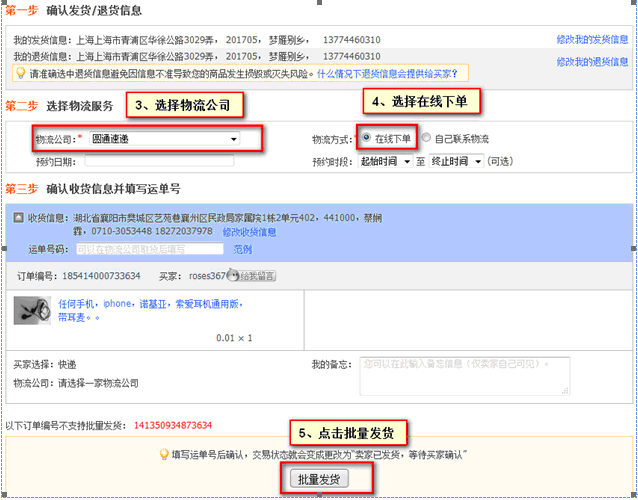 第一步 确认发货/退货信息
我的发货信息：上海上海市青浦区华徐公路3029弄， 201705，梦雁别乡， 13774460310 修改我的发货信息
我的退货信息：上海上海市青浦区华徐公路3029弄， 201705，梦雁别乡， 13774460310 修改我的退货信息
请准确选中退货信息避免因信息不准导致您的商品发生损毁或灭失风险。什么情况下退货信息会提供给买家？
第二步 选择物流服务
3、选择物流公司
4、选择在线下单
物流公司：* 圆通速递 物流方式：* 在线下单 自己联系物流
预约日期： 预约时段： 起始时间 至 终止时间 (可选)
第三步 确认收货信息并填写运单号
收货信息：湖北省襄阳市樊城区艺苑巷襄州区民政局家属院1栋2单元402，441000，蔡娴
霏，0710-3053448 18272037978 修改收货信息
运单号码： 可以在物流公司取货后填写 范例
订单编号：185414000733634 买家： roses367 给我留言
任何手机，iphone，诺基亚，索爱耳机通用版，
带耳麦。。
0.01 × 1
买家选择：快递 我的备忘： 您可以在此输入备忘信息（仅卖家自己可见）。
物流公司：请选择一家物流公司
以下订单编号不支持批量发货： 141350934873634
5、点击批量发货
填写运单号后确认，交易状态就会变成更改为“卖家已发货，等待买家确认”
批量发货